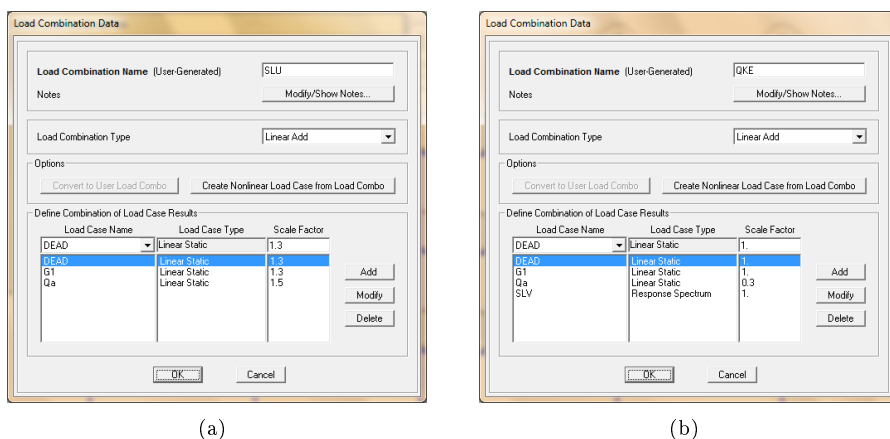 Load Combination Data
Load Combination Name (User-Generated) SLU
Notes Modify/Show Notes...
Load Combination Type Linear Add
Options
Convert to User Load Combo Create Nonlinear Load Case from Load Combo
Define Combination of Load Case Results
Load Case Name Load Case Type Scale Factor
DEAD Linear Static 1.3
DEAD Linear Static 1.3
G1 Linear Static 1.3
Qa Linear Static 1.5
Add
Modify
Delete
OK Cancel
(a)
Load Combination Data
Load Combination Name (User-Generated) QKE
Notes Modify/Show Notes...
Load Combination Type Linear Add
Options
Convert to User Load Combo Create Nonlinear Load Case from Load Combo
Define Combination of Load Case Results
Load Case Name Load Case Type Scale Factor
DEAD Linear Static 1.
DEAD Linear Static 1.
G1 Linear Static 1.
Qa Linear Static 0.3
SLV Response Spectrum 1.
Add
Modify
Delete
OK Cancel
(b)